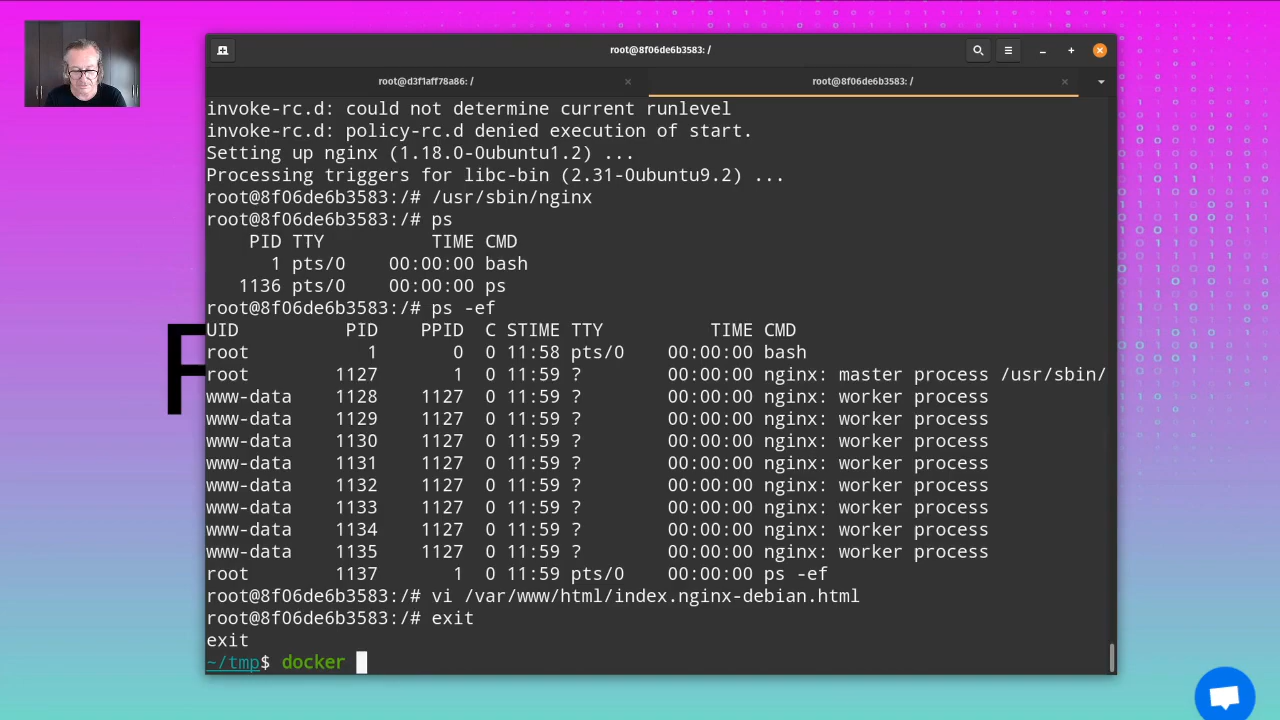 root@8f06de6b3583: /
root@d3f1aff78a86: /
root@8f06de6b3583: /
invoke-rc.d: could not determine current runlevel
invoke-rc.d: policy-rc.d denied execution of start.
Setting up nginx (1.18.0-0ubuntu1.2) ...
Processing triggers for libc-bin (2.31-0ubuntu9.2) ...
root@8f06de6b3583:/# /usr/sbin/nginx
root@8f06de6b3583:/# ps
PID TTY TIME CMD
1 pts/0 00:00:00 bash
1136 pts/0 00:00:00 ps
root@8f06de6b3583:/# ps -ef
UID PID PPID C STIME TTY TIME CMD
root 1 0 0 11:58 pts/0 00:00:00 bash
root 1127 1 0 11:59 ? 00:00:00 nginx: master process /usr/sbin/
www-data 1128 1127 0 11:59 ? 00:00:00 nginx: worker process
www-data 1129 1127 0 11:59 ? 00:00:00 nginx: worker process
www-data 1130 1127 0 11:59 ? 00:00:00 nginx: worker process
www-data 1131 1127 0 11:59 ? 00:00:00 nginx: worker process
www-data 1132 1127 0 11:59 ? 00:00:00 nginx: worker process
www-data 1133 1127 0 11:59 ? 00:00:00 nginx: worker process
www-data 1134 1127 0 11:59 ? 00:00:00 nginx: worker process
www-data 1135 1127 0 11:59 ? 00:00:00 nginx: worker process
root 1137 1 0 11:59 pts/0 00:00:00 ps -ef
root@8f06de6b3583:/# vi /var/www/html/index.nginx-debian.html
root@8f06de6b3583:/# exit
exit
~/tmp$ docker